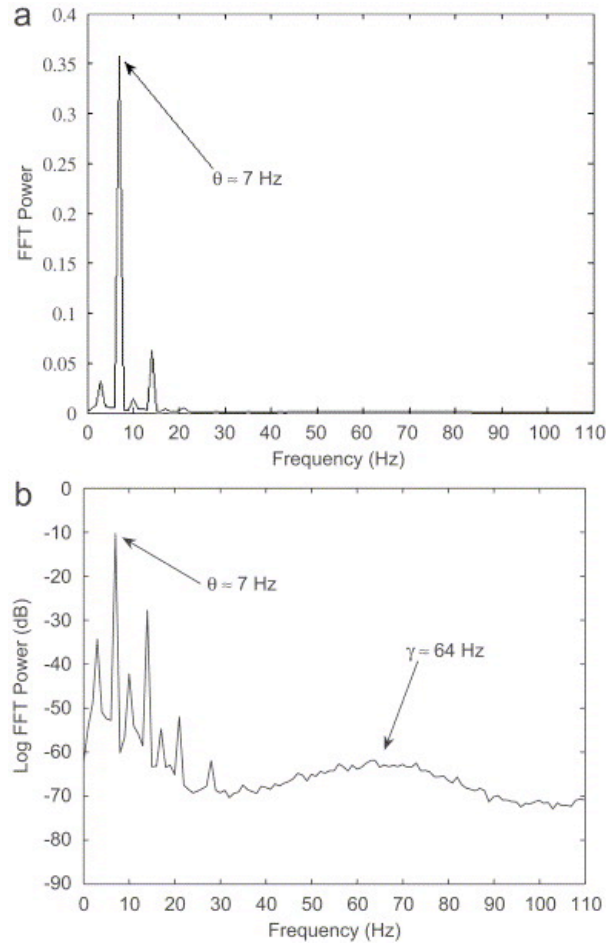 a
0.4
0.35
0.3
0.25
0.2
0.15
0.1
0.05
0
FFT Power
θ ≈ 7 Hz
0 10 20 30 40 50 60 70 80 90 100 110
Frequency (Hz)
b
0
-10
-20
-30
-40
-50
-60
-70
-80
-90
Log FFT Power (dB)
θ ≈ 7 Hz
γ ≈ 64 Hz
0 10 20 30 40 50 60 70 80 90 100 110
Frequency (Hz)